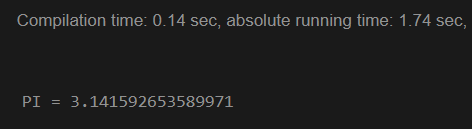 Compilation time: 0.14 sec, absolute running time: 1.74 sec,
PI = 3.141592653589971